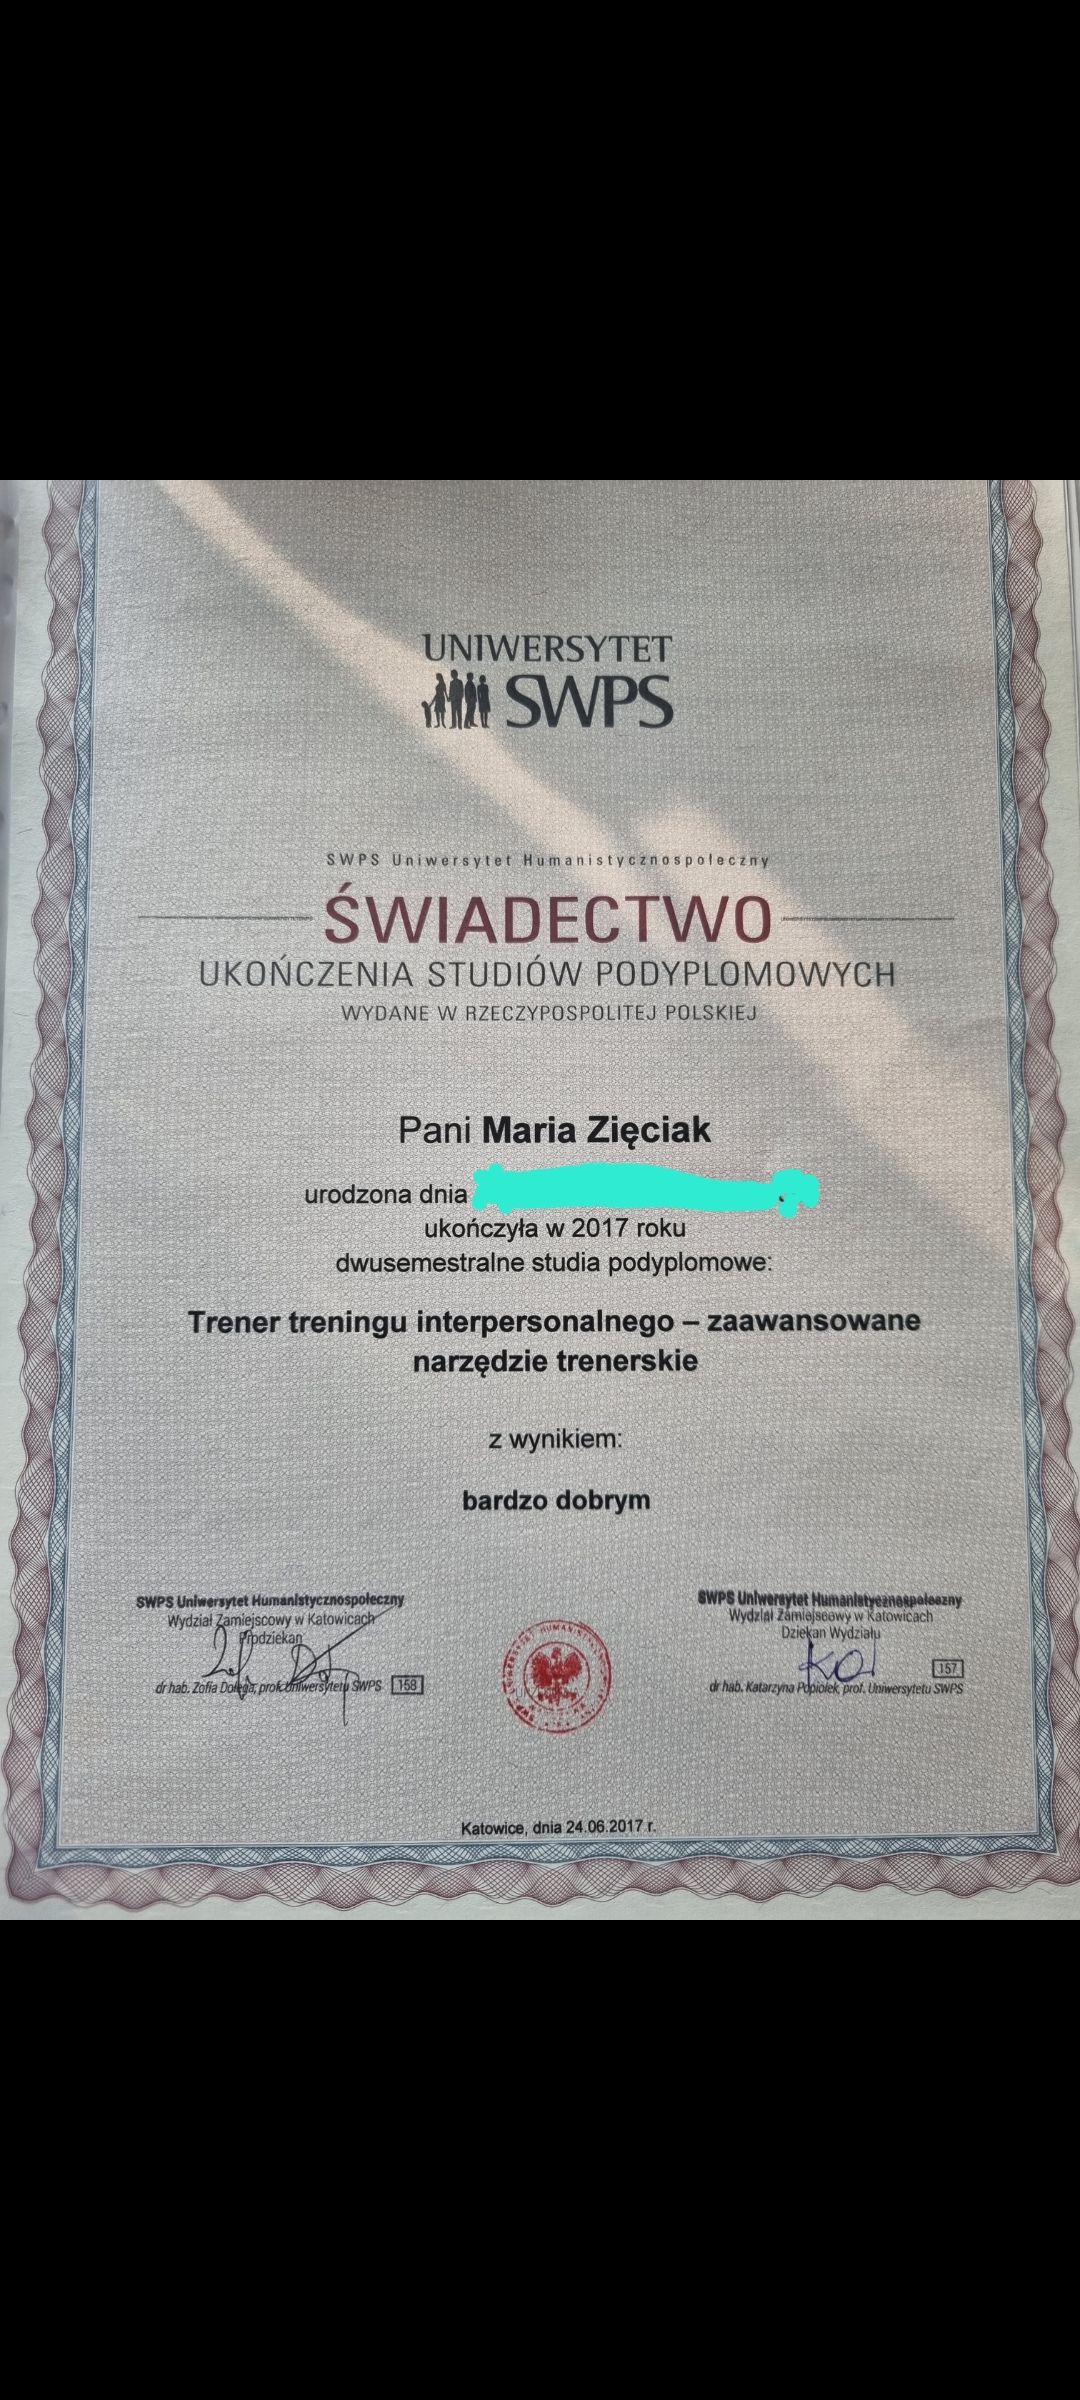 UNIWERSYTET
SWPS
SWPS Uniwersytet Humanistycznospołeczny
ŚWIADECTWO
UKOŃCZENIA STUDIÓW PODYPLOMOWYCH
WYDANE W RZECZYPOSPOLITEJ POLSKIEJ
Pani Maria Zięciak
urodzona dnia
ukończyła w 2017 roku
dwusemestralne studia podyplomowe:
Trener treningu interpersonalnego – zaawansowane
narzędzie trenerskie
z wynikiem:
bardzo dobrym
SWPS Uniwersytet Humanistycznospołeczny
Wydział Zamiejscowy w Katowicach
Prodziekan
dr hab. Zofia Dołęga, prof. Uniwersytetu SWPS 158
SWPS Uniwersytet Humanistycznospołeczny
Wydział Zamiejscowy w Katowicach
Dziekan Wydziału
dr hab. Katarzyna Popiołek, prof. Uniwersytetu SWPS 157
Katowice, dnia 24.06.2017 r.